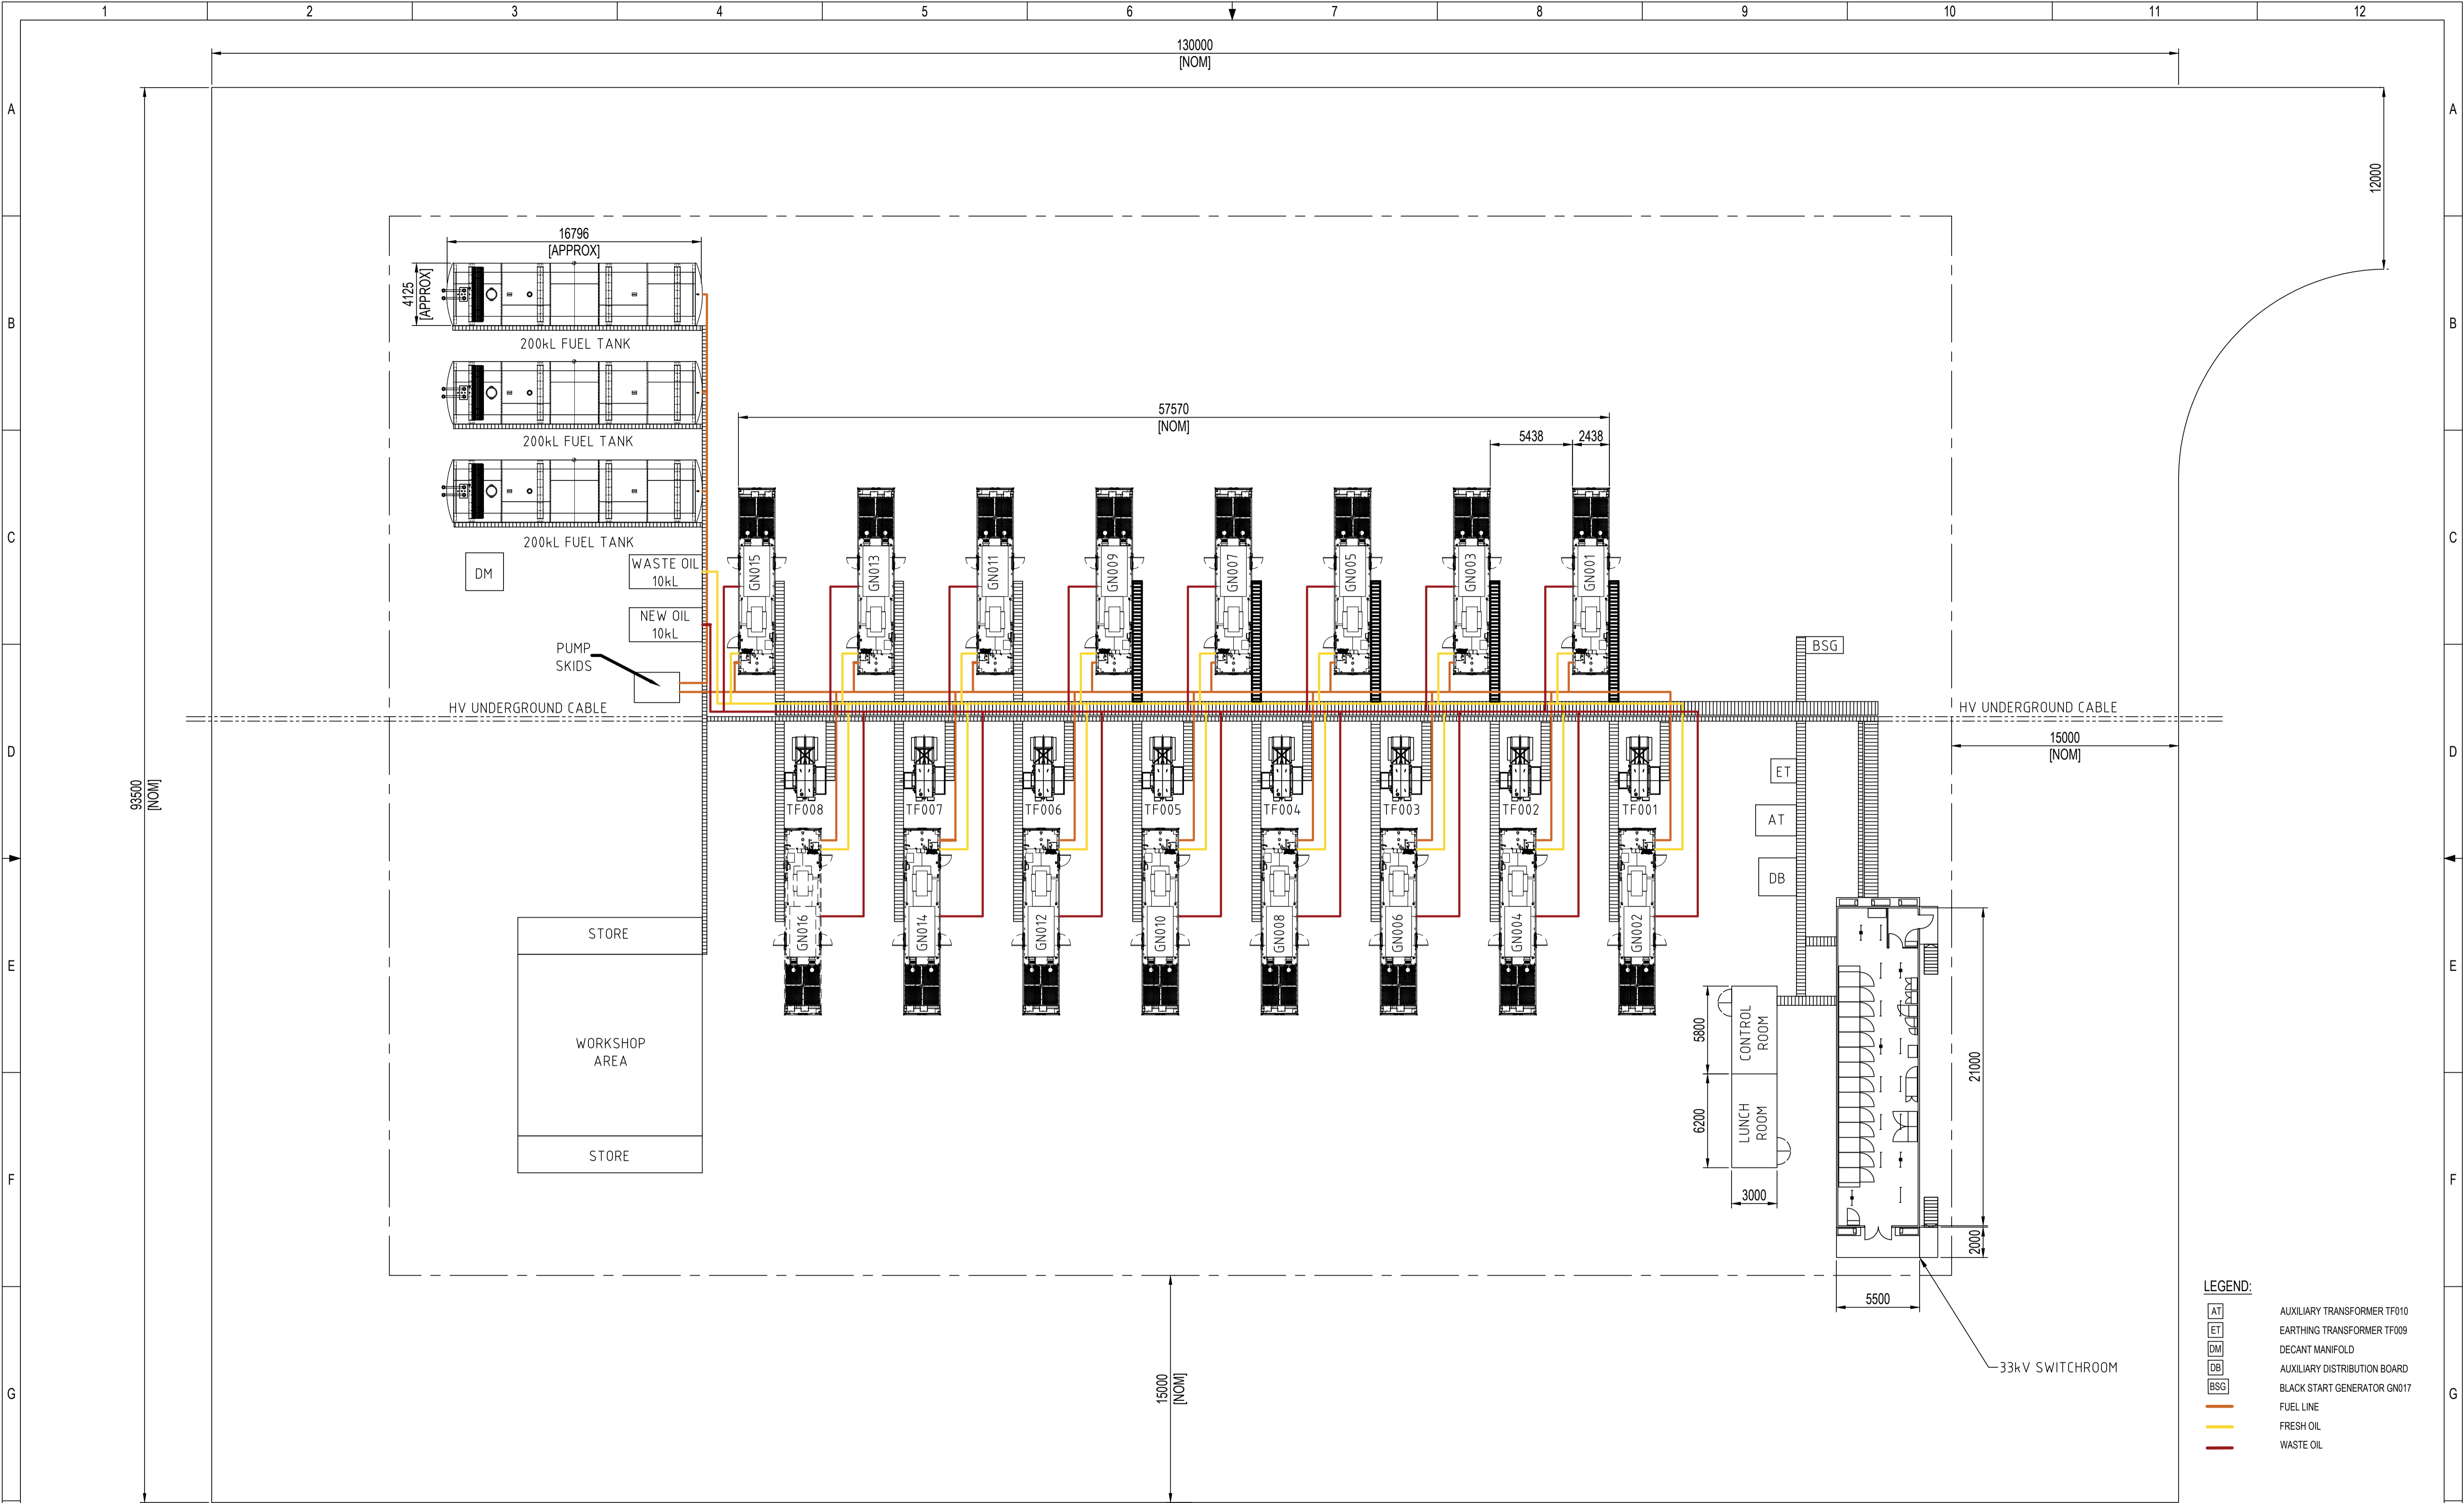 1 2 3 4 5 6 7 8 9 10 11 12
A A
B B
C C
D D
E E
F F
G G
130000
[NOM]
12000
93500
[NOM]
16796
[APPROX]
4125
[APPROX]
200kL FUEL TANK
200kL FUEL TANK
200kL FUEL TANK
57570
[NOM]
5438 2438
DM
WASTE OIL
10kL
NEW OIL
10kL
PUMP
SKIDS
GN015 GN013 GN011 GN009 GN007 GN005 GN003 GN001
BSG
HV UNDERGROUND CABLE
HV UNDERGROUND CABLE
15000
[NOM]
ET
AT
DB
TF008 TF007 TF006 TF005 TF004 TF003 TF002 TF001
GN016 GN014 GN012 GN010 GN008 GN006 GN004 GN002
STORE
WORKSHOP
AREA
STORE
5800
CONTROL
ROOM
6200
LUNCH
ROOM
3000
21000
2000
5500
33kV SWITCHROOM
15000
[NOM]
LEGEND:
AT AUXILIARY TRANSFORMER TF010
ET EARTHING TRANSFORMER TF009
DM DECANT MANIFOLD
DB AUXILIARY DISTRIBUTION BOARD
BSG BLACK START GENERATOR GN017
FUEL LINE
FRESH OIL
WASTE OIL